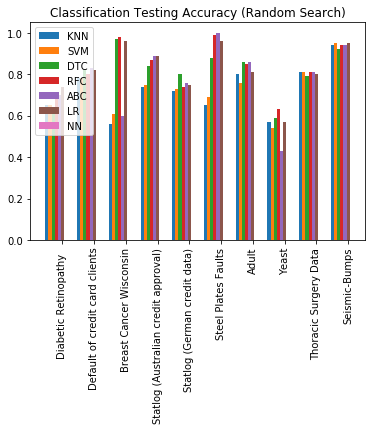 Classification Testing Accuracy (Random Search)
1.0
0.8
0.6
0.4
0.2
0.0
KNN
SVM
DTC
RFC
ABC
LR
NN
Diabetic Retinopathy
Default of credit card clients
Breast Cancer Wisconsin
Statlog (Australian credit approval)
Statlog (German credit data)
Steel Plates Faults
Adult
Yeast
Thoracic Surgery Data
Seismic-Bumps